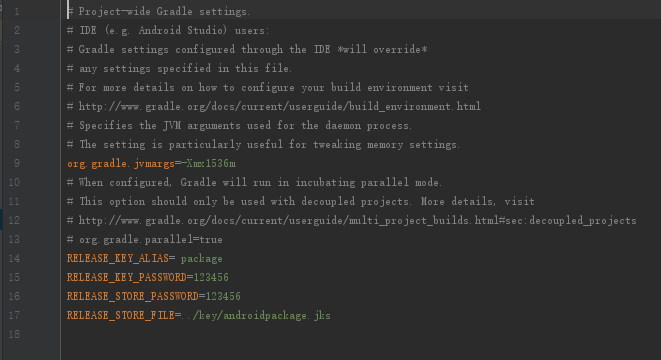 1 # Project-wide Gradle settings.
2 # IDE (e.g. Android Studio) users:
3 # Gradle settings configured through the IDE *will override*
4 # any settings specified in this file.
5 # For more details on how to configure your build environment visit
6 # http://www.gradle.org/docs/current/userguide/build_environment.html
7 # Specifies the JVM arguments used for the daemon process.
8 # The setting is particularly useful for tweaking memory settings.
9 org.gradle.jvmargs=-Xmx1536m
10 # When configured, Gradle will run in incubating parallel mode.
11 # This option should only be used with decoupled projects. More details, visit
12 # http://www.gradle.org/docs/current/userguide/multi_project_builds.html#sec:decoupled_projects
13 # org.gradle.parallel=true
14 RELEASE_KEY_ALIAS= package
15 RELEASE_KEY_PASSWORD=123456
16 RELEASE_STORE_PASSWORD=123456
17 RELEASE_STORE_FILE=../key/androidpackage.jks
18